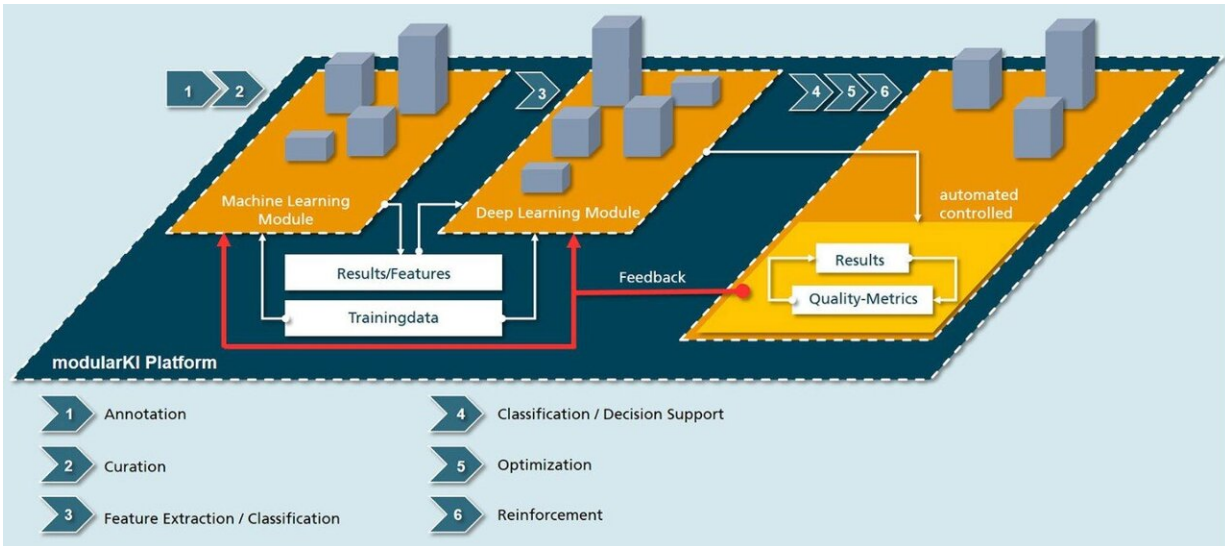 1 2
3
4 5 6
Machine Learning
Module
Deep Learning Module
automated
controlled
Results/Features
Trainingdata
Feedback
Results
Quality-Metrics
modularKI Platform
1 Annotation
2 Curation
3 Feature Extraction / Classification
4 Classification / Decision Support
5 Optimization
6 Reinforcement